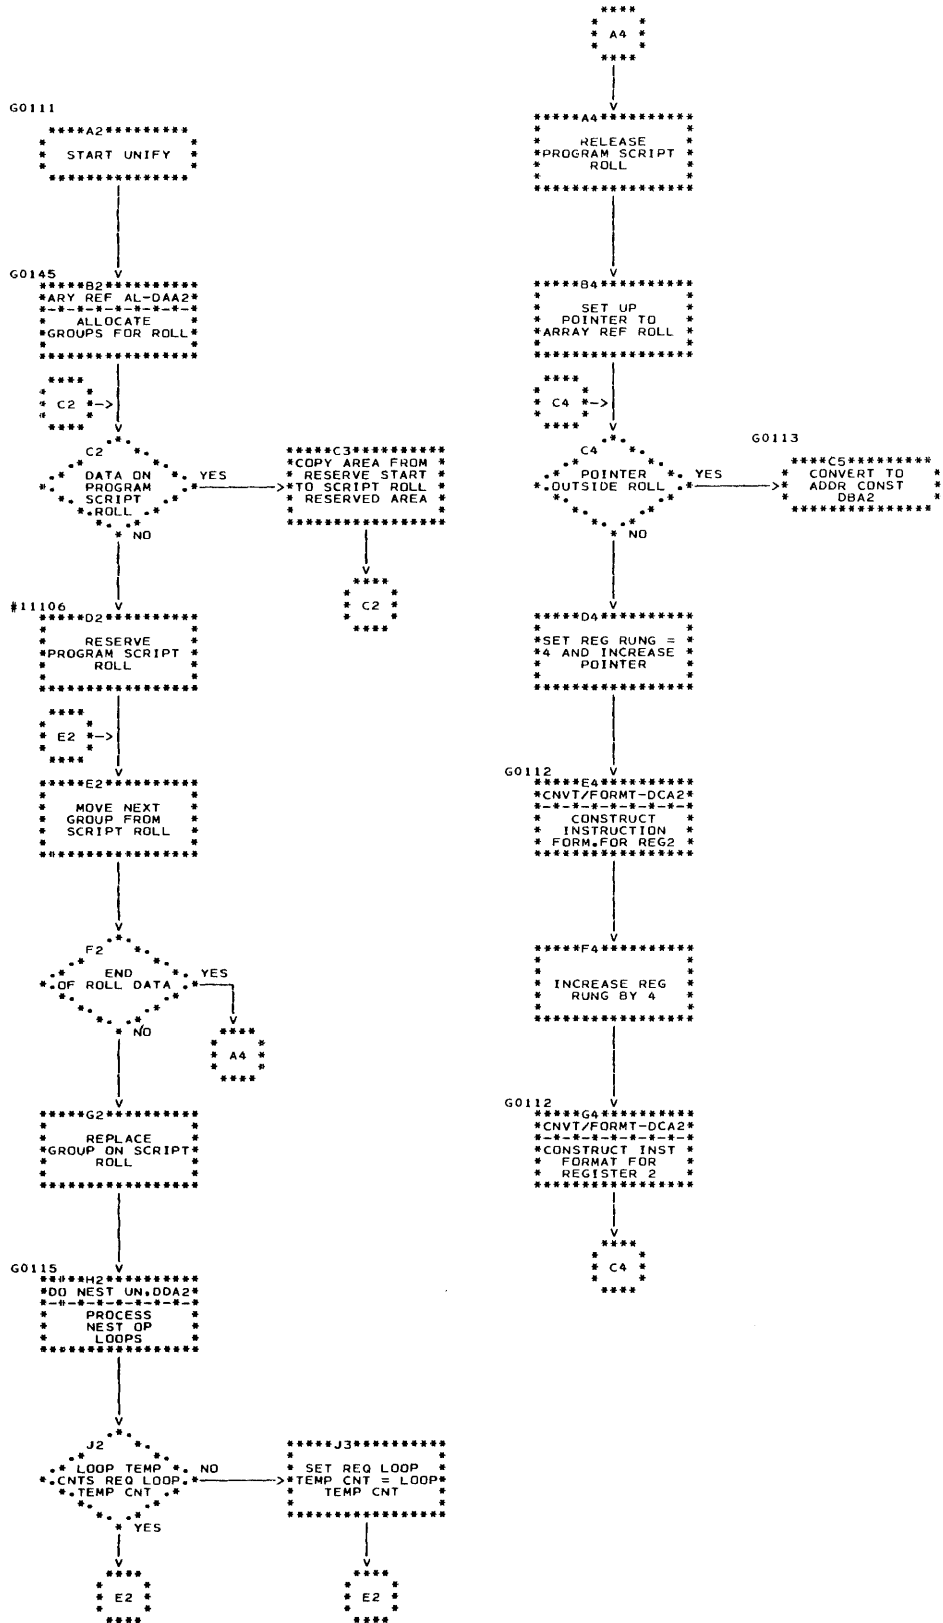 G0111
A2
START UNIFY
G0145
B2
ARY REF AL-DAA2
ALLOCATE
GROUPS FOR ROLL
C2
C2
DATA ON
PROGRAM
SCRIPT
ROLL
YES
NO
C3
COPY AREA FROM
RESERVE START
TO SCRIPT ROLL
RESERVED AREA
C2
#11106
D2
RESERVE
PROGRAM SCRIPT
ROLL
E2
E2
MOVE NEXT
GROUP FROM
SCRIPT ROLL
F2
END
OF ROLL DATA
YES
NO
A4
G2
REPLACE
GROUP ON SCRIPT
ROLL
G0115
H2
DO NEST UN.DDA2
PROCESS
NEST OP
LOOPS
J2
LOOP TEMP
CNTS REQ LOOP
TEMP CNT
NO
YES
J3
SET REQ LOOP
TEMP CNT = LOOP
TEMP CNT
E2
E2
A4
A4
RELEASE
PROGRAM SCRIPT
ROLL
B4
SET UP
POINTER TO
ARRAY REF ROLL
C4
C4
POINTER
OUTSIDE ROLL
YES
NO
G0113
C5
CONVERT TO
ADDR CONST
DBA2
D4
SET REG RUNG =
4 AND INCREASE
POINTER
G0112
E4
CNVT/FORMT-DCA2
CONSTRUCT
INSTRUCTION
FORM.FOR REG2
F4
INCREASE REG
RUNG BY 4
G0112
G4
CNVT/FORMT-DCA2
CONSTRUCT INST
FORMAT FOR
REGISTER 2
C4